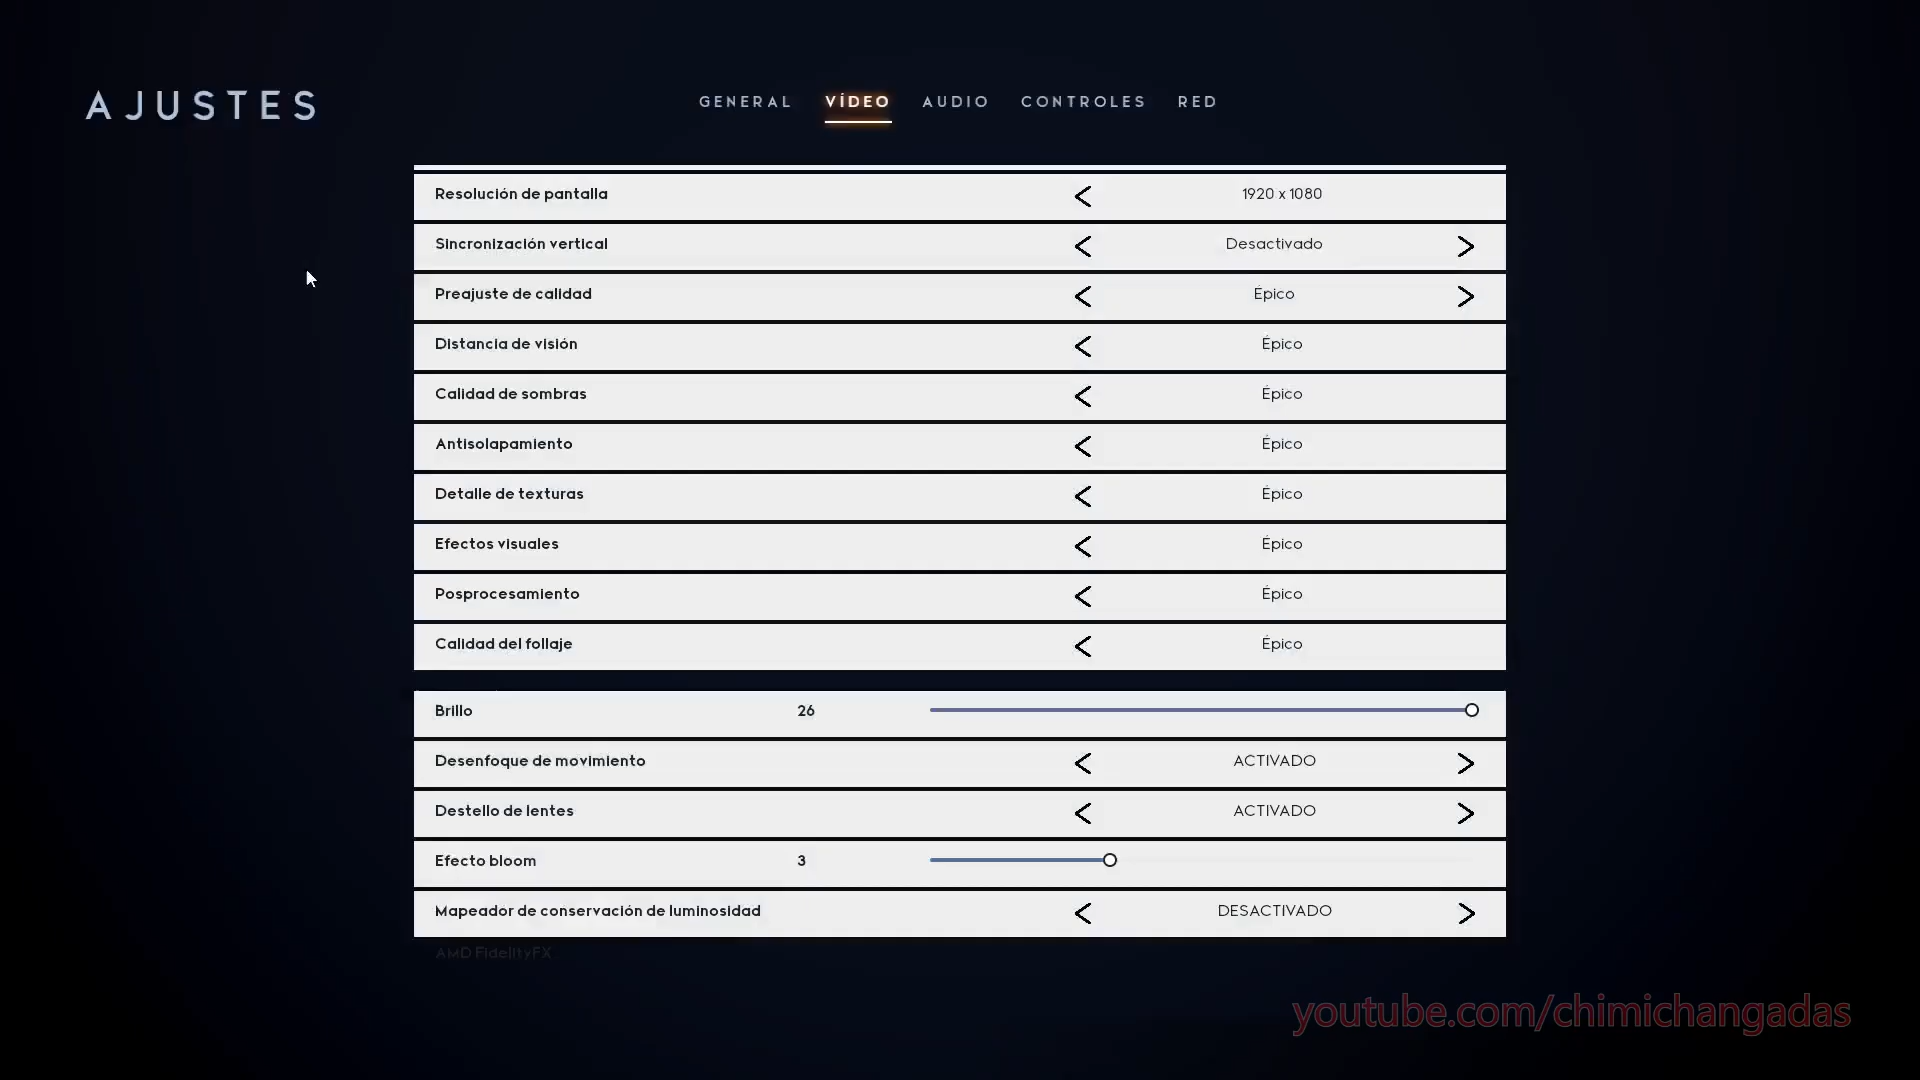 AJUSTES
GENERAL VÍDEO AUDIO CONTROLES RED
Resolución de pantalla 1920 x 1080
Sincronización vertical Desactivado
Preajuste de calidad Épico
Distancia de visión Épico
Calidad de sombras Épico
Antisolapamiento Épico
Detalle de texturas Épico
Efectos visuales Épico
Posprocesamiento Épico
Calidad del follaje Épico
Brillo 26
Desenfoque de movimiento ACTIVADO
Destello de lentes ACTIVADO
Efecto bloom 3
Mapeador de conservación de luminosidad DESACTIVADO
AMD FidelityFX
youtube.com/chimichangadas